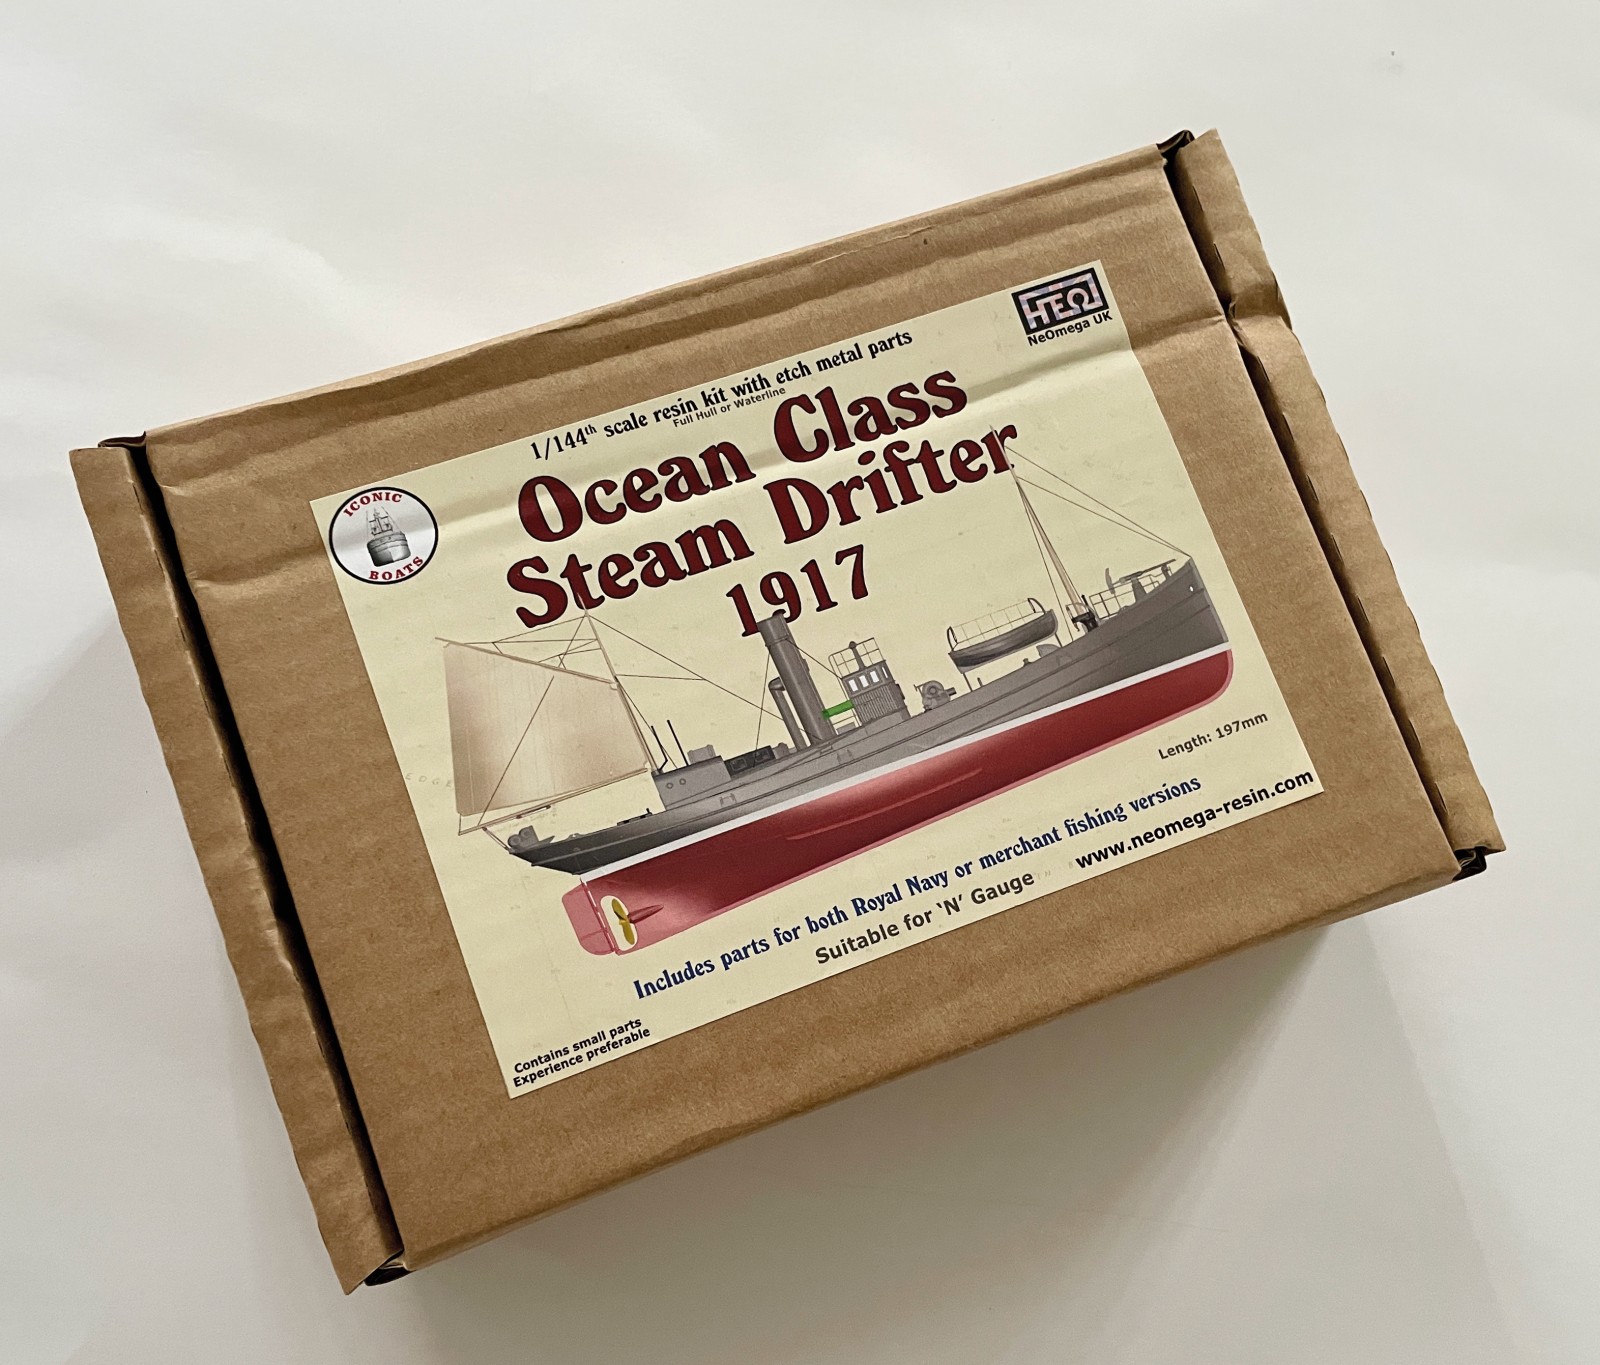 NEΩ
NeOmega UK
1/144th scale resin kit with etch metal parts
Full Hull or Waterline
ICONIC
BOATS
Ocean Class
Steam Drifter
1917
Length: 197mm
Includes parts for both Royal Navy or merchant fishing versions
Suitable for 'N' Gauge
www.neomega-resin.com
Contains small parts
Experience preferable